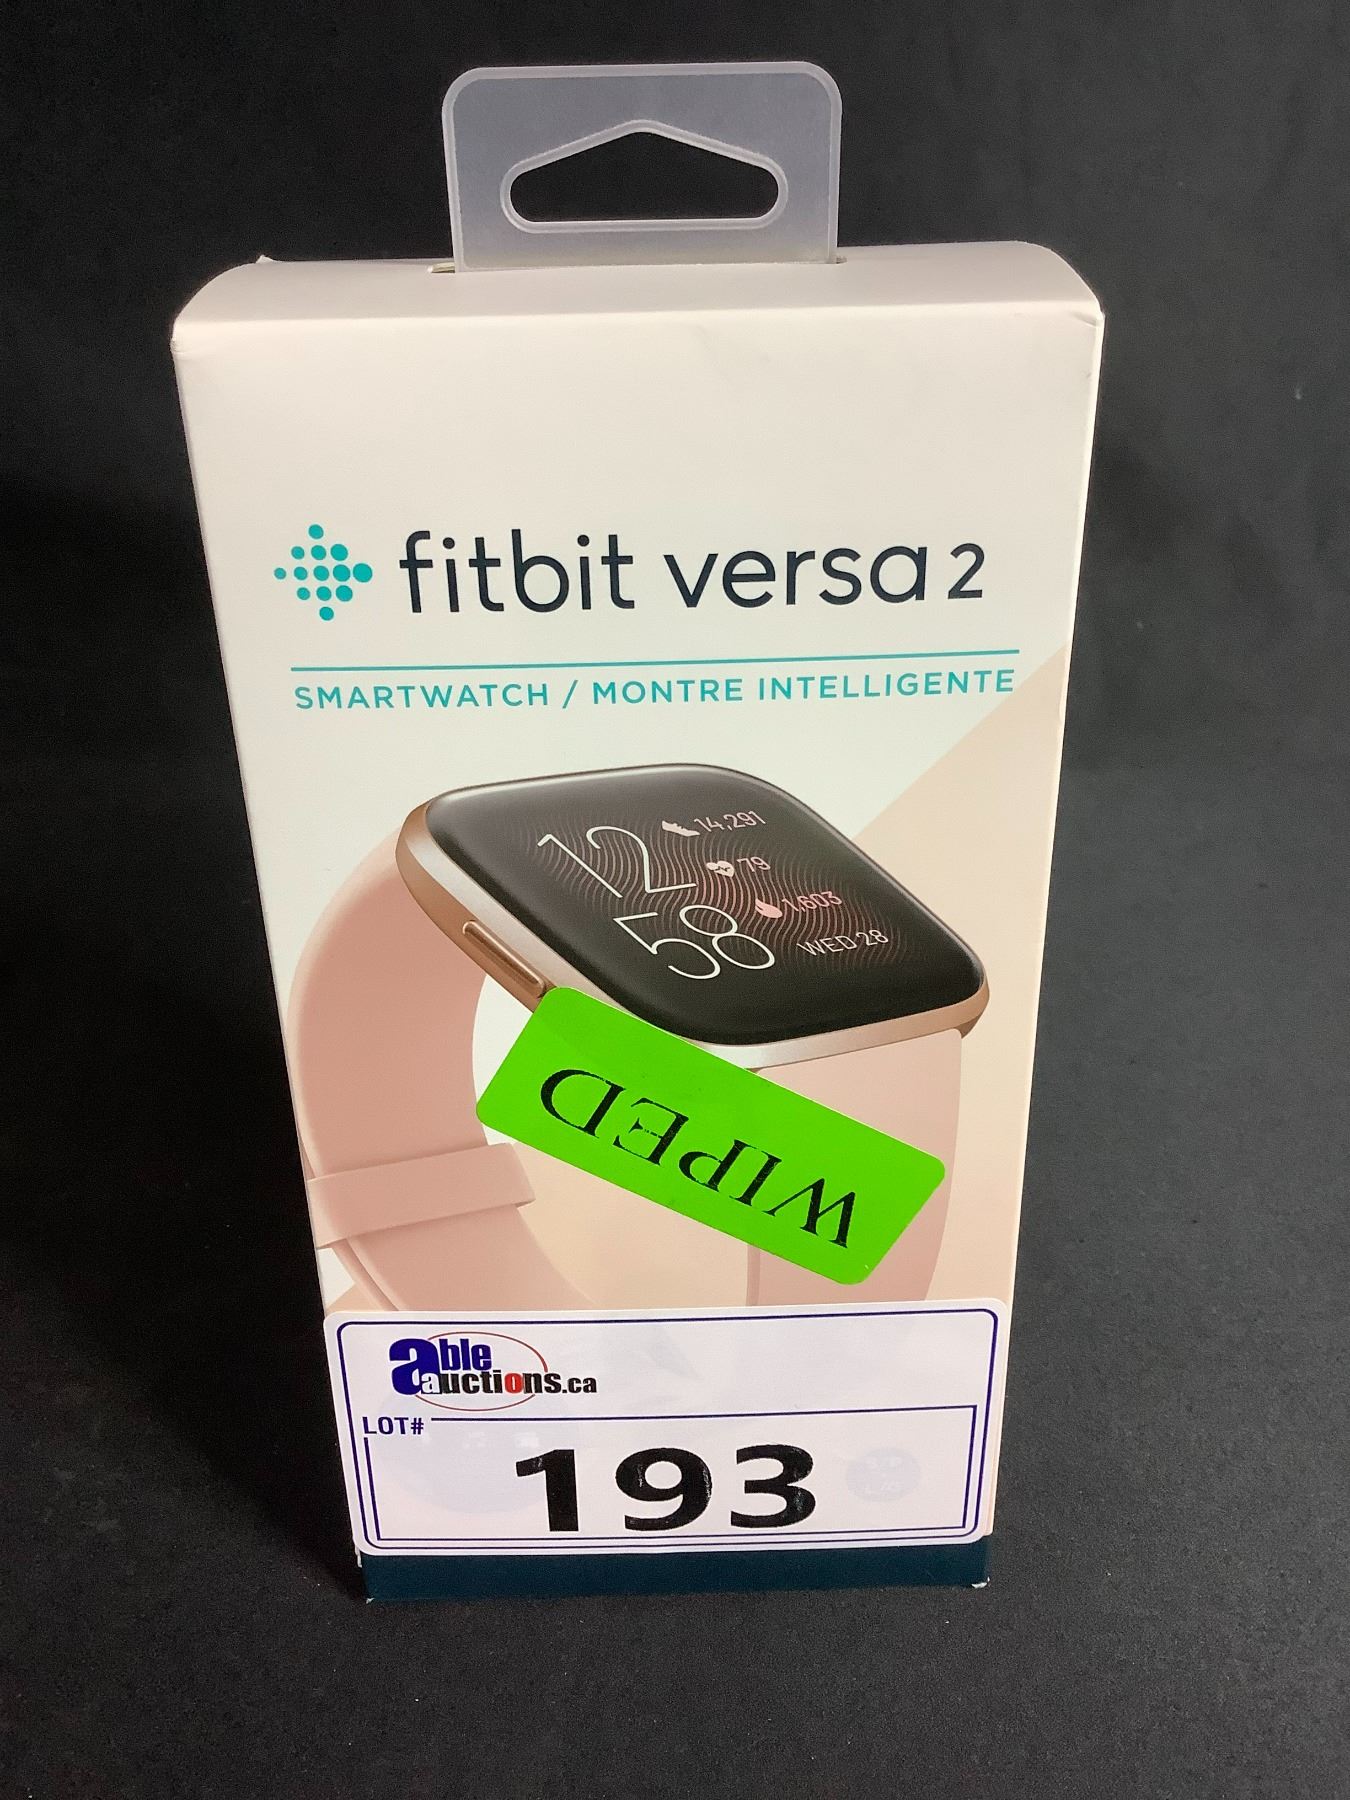 fitbit versa 2
SMARTWATCH / MONTRE INTELLIGENTE
12
58
14,291
79
1,603
WED 28
WIPED
able
auctions.ca
LOT#
193